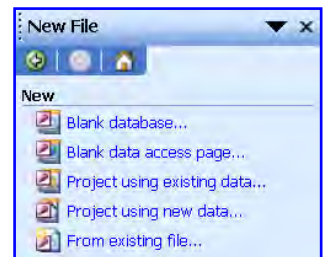 New File
New
Blank database...
Blank data access page...
Project using existing data...
Project using new data...
From existing file...